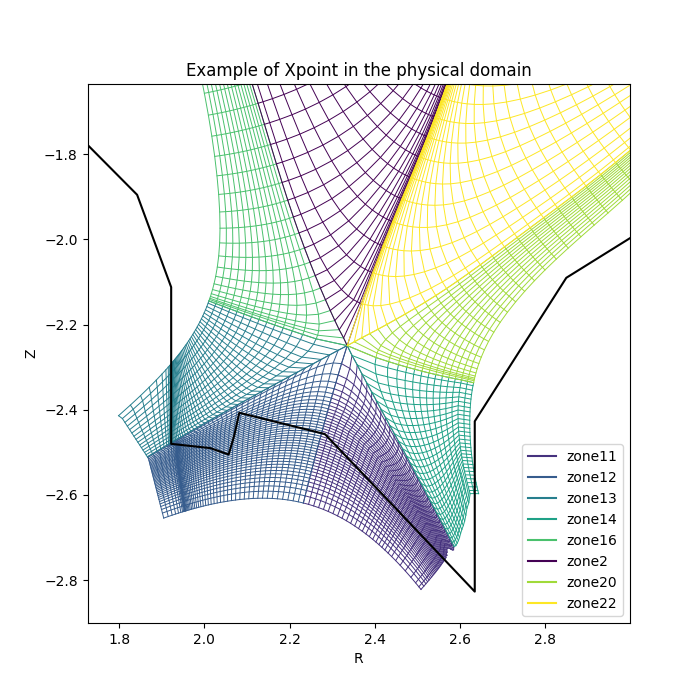 Example of Xpoint in the physical domain
Z
−1.8
−2.0
−2.2
−2.4
−2.6
−2.8
zone11
zone12
zone13
zone14
zone16
zone2
zone20
zone22
1.8 2.0 2.2 2.4 2.6 2.8
R